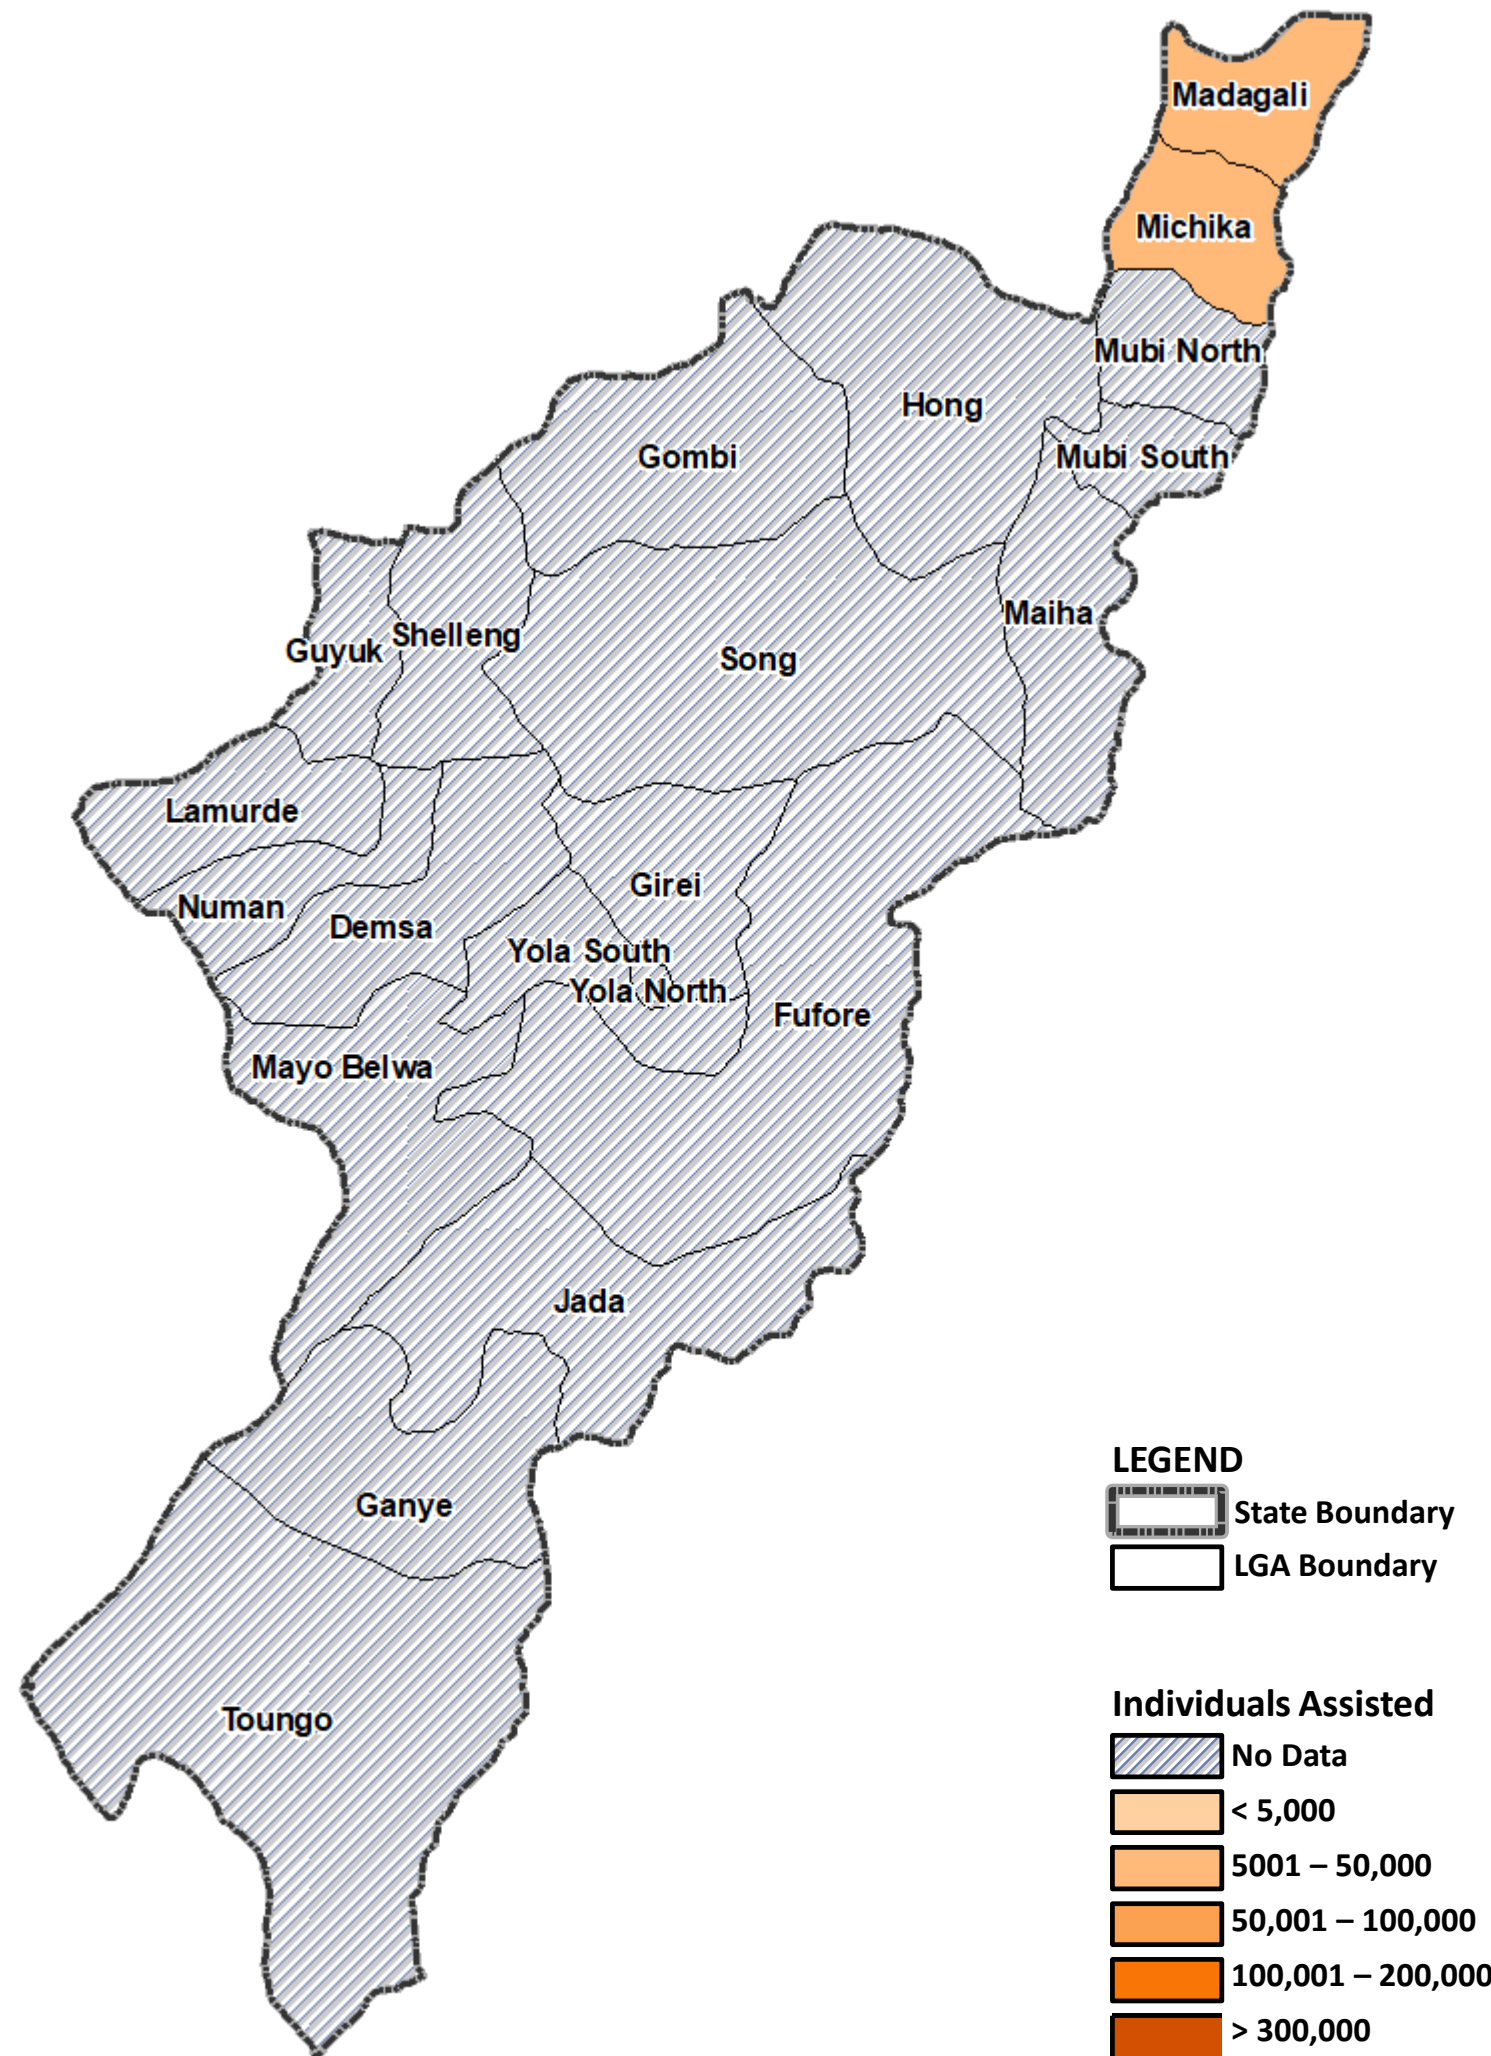 Madagali
Michika
Mubi North
Hong
Gombi
Mubi South
Maiha
Shelleng
Guyuk
Song
Lamurde
Girei
Numan
Demsa
Yola South
Yola North
Fufore
Mayo Belwa
Jada
Ganye
Toungo
LEGEND
State Boundary
LGA Boundary
Individuals Assisted
No Data
< 5,000
5001 – 50,000
50,001 – 100,000
100,001 – 200,000
> 300,000